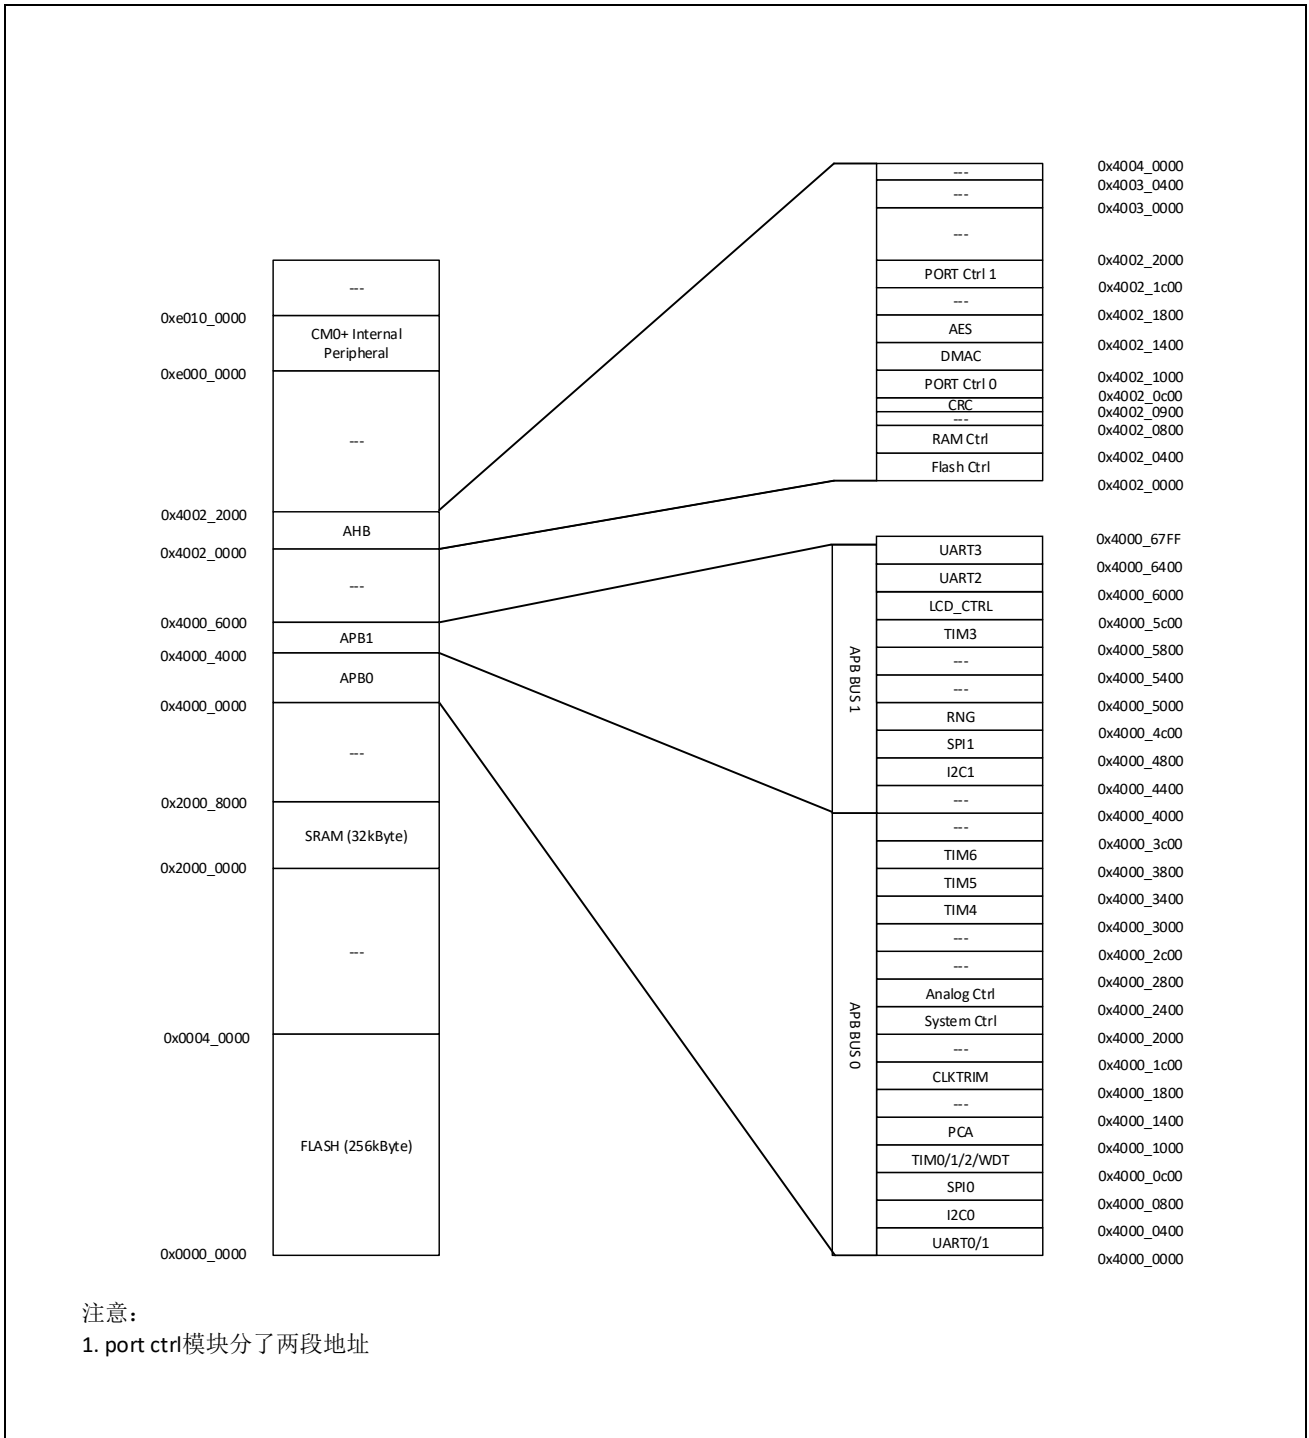 ---
0xe010_0000
CM0+ Internal
Peripheral
0xe000_0000
---
0x4002_2000
AHB
0x4002_0000
---
0x4000_6000
APB1
0x4000_4000
APB0
0x4000_0000
---
0x2000_8000
SRAM (32kByte)
0x2000_0000
---
0x0004_0000
FLASH (256kByte)
0x0000_0000
0x4004_0000
---
0x4003_0400
---
0x4003_0000
---
0x4002_2000
PORT Ctrl 1
0x4002_1c00
---
0x4002_1800
AES
0x4002_1400
DMAC
0x4002_1000
PORT Ctrl 0
0x4002_0c00
CRC
0x4002_0900
---
0x4002_0800
RAM Ctrl
0x4002_0400
Flash Ctrl
0x4002_0000
APB BUS 1
0x4000_67FF
UART3
0x4000_6400
UART2
0x4000_6000
LCD_CTRL
0x4000_5c00
TIM3
0x4000_5800
---
0x4000_5400
---
0x4000_5000
RNG
0x4000_4c00
SPI1
0x4000_4800
I2C1
0x4000_4400
---
0x4000_4000
APB BUS 0
---
0x4000_3c00
TIM6
0x4000_3800
TIM5
0x4000_3400
TIM4
0x4000_3000
---
0x4000_2c00
---
0x4000_2800
Analog Ctrl
0x4000_2400
System Ctrl
0x4000_2000
---
0x4000_1c00
CLKTRIM
0x4000_1800
---
0x4000_1400
PCA
0x4000_1000
TIM0/1/2/WDT
0x4000_0c00
SPI0
0x4000_0800
I2C0
0x4000_0400
UART0/1
0x4000_0000
注意：
1. port ctrl模块分了两段地址